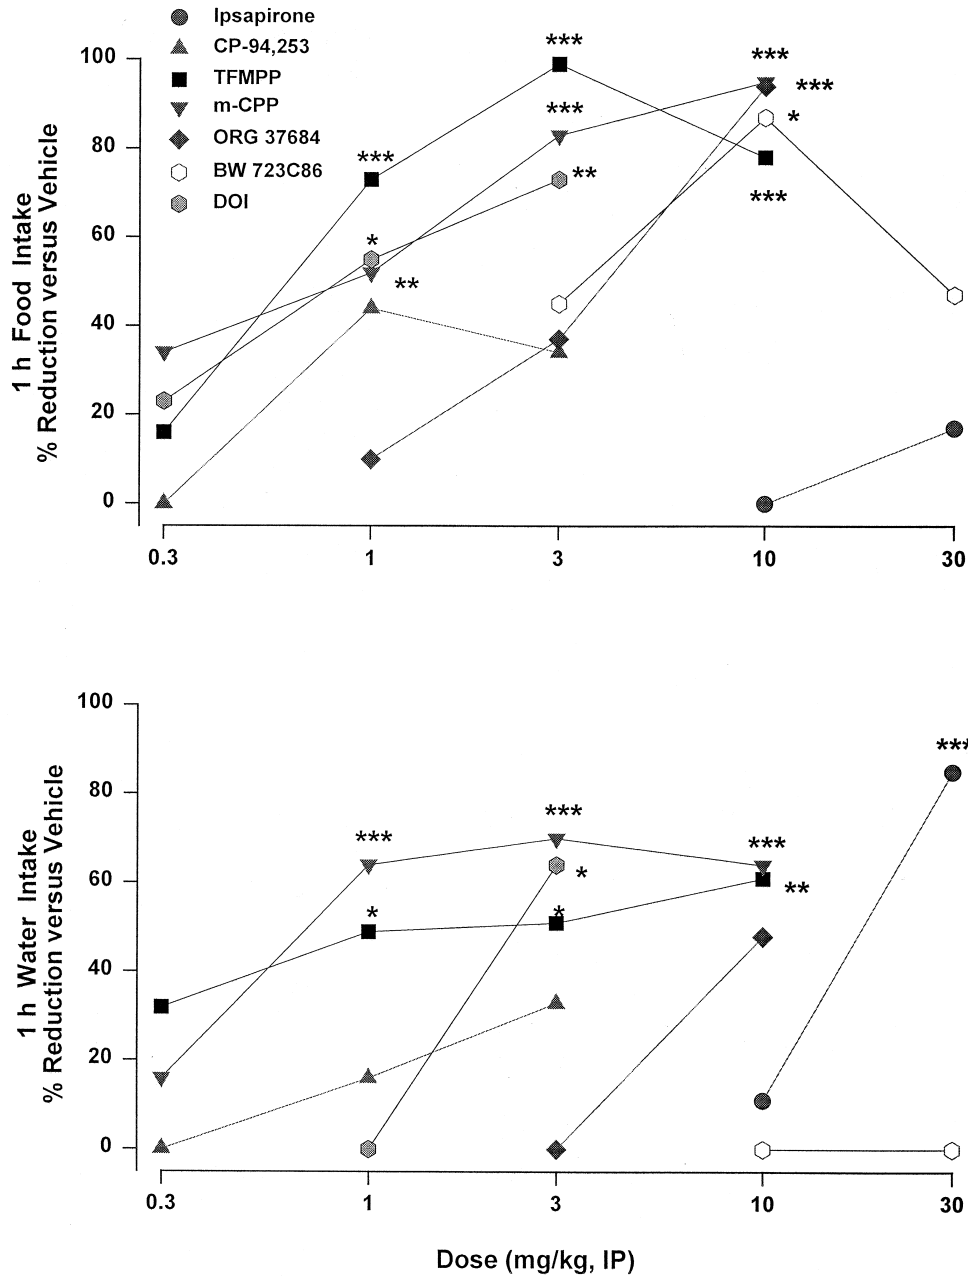 Ipsapirone
CP-94,253
TFMPP
m-CPP
ORG 37684
BW 723C86
DOI
1 h Food Intake
% Reduction versus Vehicle
100
80
60
40
20
0
***
***
***
***
***
*
**
*
**
***
0.3 1 3 10 30
1 h Water Intake
% Reduction versus Vehicle
100
80
60
40
20
0
***
***
***
***
*
*
*
**
0.3 1 3 10 30
Dose (mg/kg, IP)